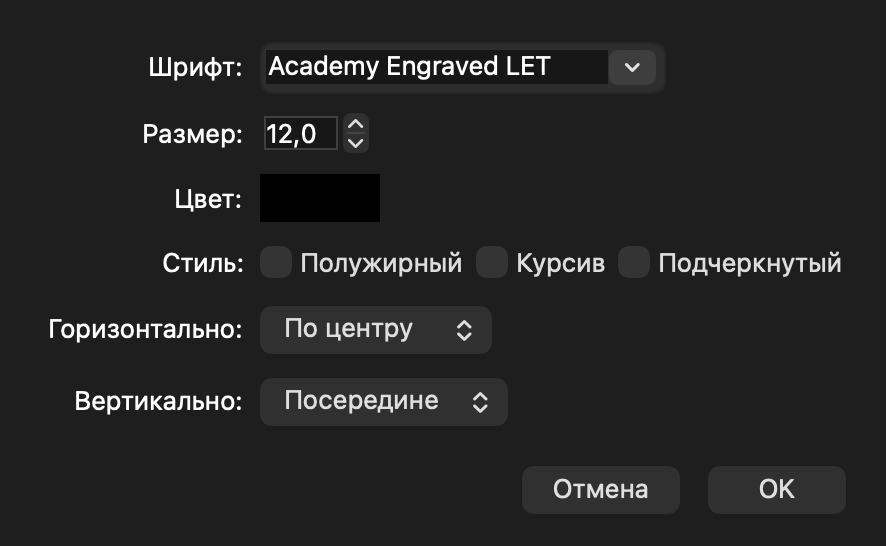 Шрифт: Academy Engraved LET
Размер: 12,0
Цвет:
Стиль: Полужирный Курсив Подчеркнутый
Горизонтально: По центру
Вертикально: Посередине
Отмена OK